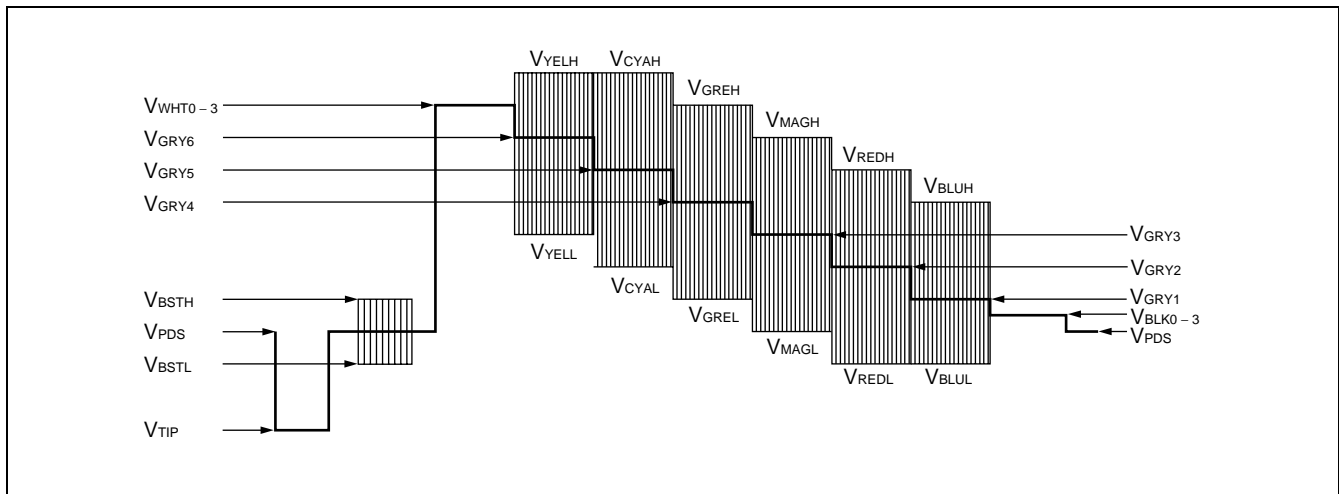 VYELH
VCYAH
VGREH
VMAGH
VREDH
VBLUH
VWHT0 – 3
VGRY6
VGRY5
VGRY4
VGRY3
VGRY2
VGRY1
VBLK0 – 3
VPDS
VYELL
VCYAL
VGREL
VMAGL
VREDL
VBLUL
VBSTH
VPDS
VBSTL
VTIP